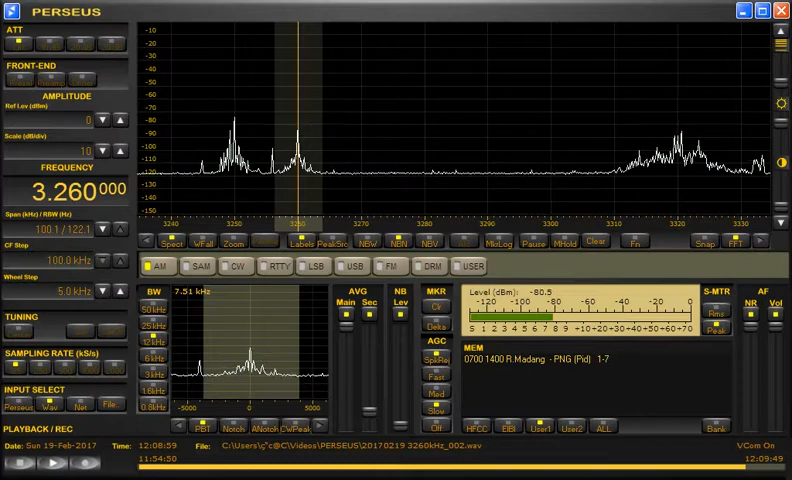 PERSEUS
ATT
FRONT-END
AMPLITUDE
Ref Lev (dBm)
0
Scale (dB/div)
10
FREQUENCY
3.260000
Span (kHz) / RBW (Hz)
100.1 / 122.1
CF Step
100.0 kHz
Wheel Step
5.0 kHz
TUNING
Center
SAMPLING RATE (kS/s)
INPUT SELECT
Perseus Wav Net File..
PLAYBACK / REC
-10
-20
-30
-40
-50
-60
-70
-80
-90
-100
-110
-120
-130
-140
-150
3240 3250 3260 3270 3280 3290 3300 3310 3320 3330
Spect WFall Zoom Labels PeakSrc NBW NBN NBV MkrLog Pause MHold Clear Fn Snap FFT
AM SAM CW RTTY LSB USB FM DRM USER
BW
50kHz
25kHz
12kHz
6 kHz
3kHz
1.6kHz
0.8kHz
7.51 kHz
-5000 0 +5000
PBT Notch ANotch CWPeak
AVG
Main Sec
NB
Lev
MKR
Clr
Delta
AGC
SpkRej
Fast
Med
Slow
Off
Level (dBm): -80.5
-120 -100 -80 -60 -40 -20 0
S 1 2 3 4 5 6 7 8 9 +10 +20 +30 +40 +50 +60 +70
S-MTR
Rms
Peak
AF
NR Vol
MEM
0700 1400 R.Madang - PNG (Pid) 1-7
HFCC EIBI User1 User2 ALL Bank
Date: Sun 19-Feb-2017 Time: 12:08:59 File: C:\Users\ç"c@C\Videos\PERSEUS\20170219 3260kHz_002.wav VCom On
11:54:50 12:09:49